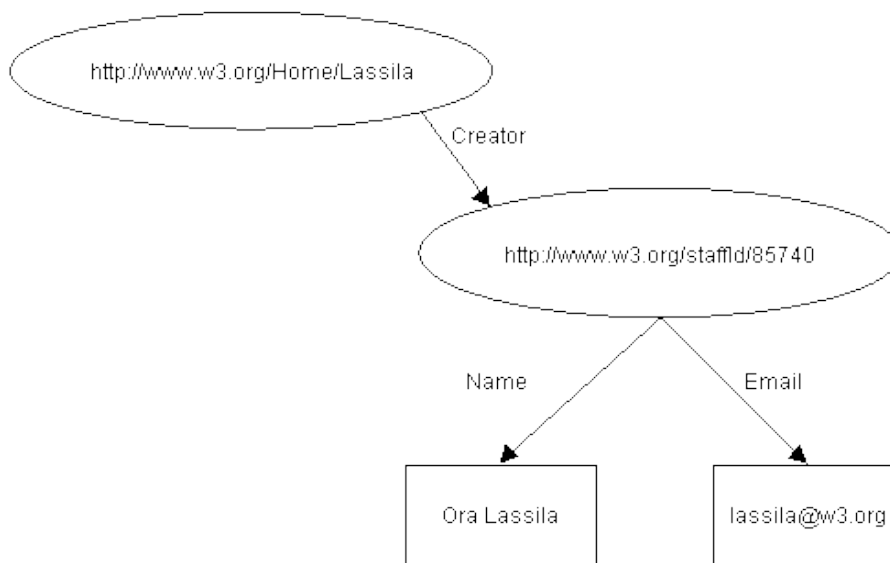 http://www.w3.org/Home/Lassila
Creator
http://www.w3.org/staffId/85740
Name
Email
Ora Lassila
lassila@w3.org